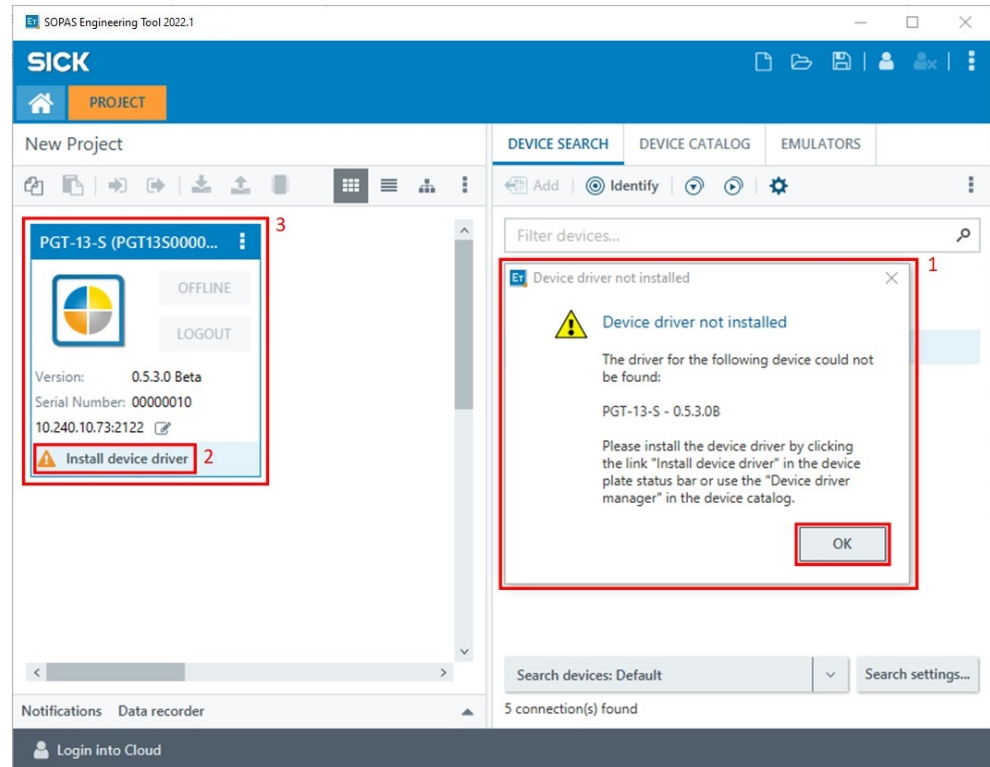 SOPAS Engineering Tool 2022.1
SICK
PROJECT
New Project
3
PGT-13-S (PGT13S0000...
OFFLINE
LOGOUT
Version: 0.5.3.0 Beta
Serial Number: 00000010
10.240.10.73:2122
Install device driver
2
Notifications Data recorder
Login into Cloud
DEVICE SEARCH DEVICE CATALOG EMULATORS
Add Identify
Filter devices...
1
ET Device driver not installed
Device driver not installed
The driver for the following device could not
be found:
PGT-13-S - 0.5.3.0B
Please install the device driver by clicking
the link "Install device driver" in the device
plate status bar or use the "Device driver
manager" in the device catalog.
OK
Search devices: Default
Search settings...
5 connection(s) found